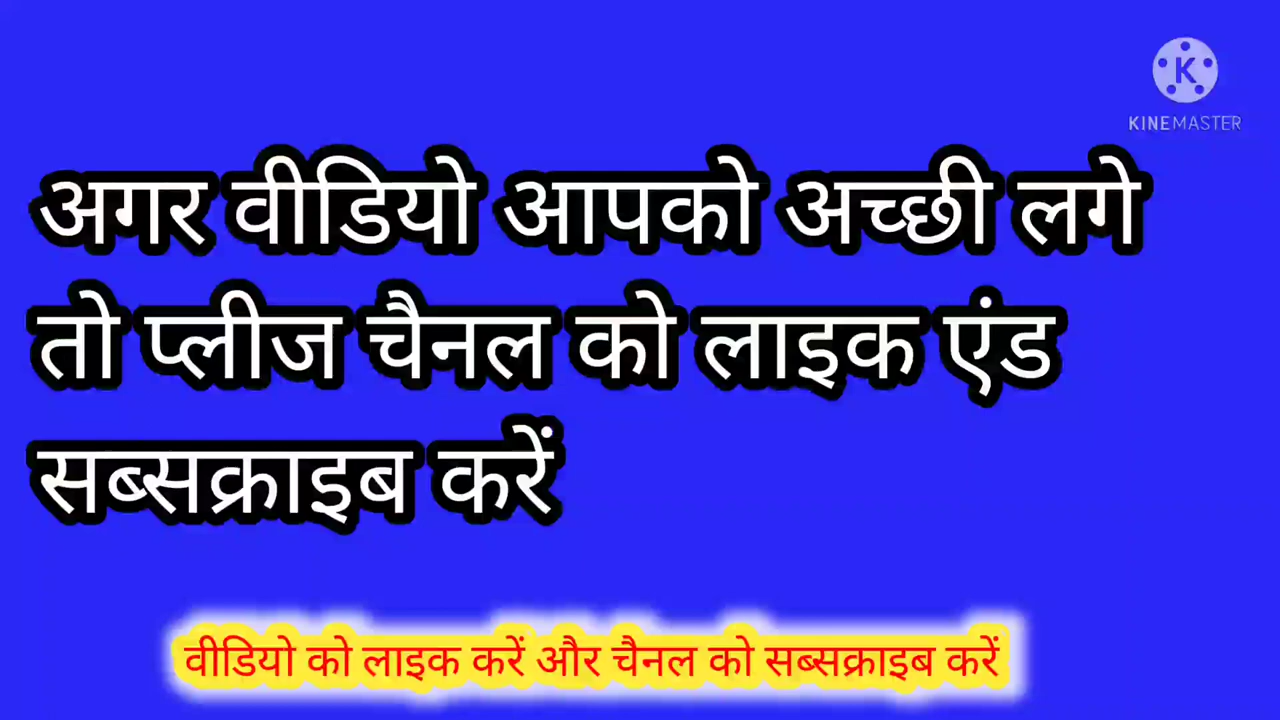 KINEMASTER
अगर वीडियो आपको अच्छी लगे
तो प्लीज चैनल को लाइक एंड
सब्सक्राइब करें
वीडियो को लाइक करें और चैनल को सब्सक्राइब करें